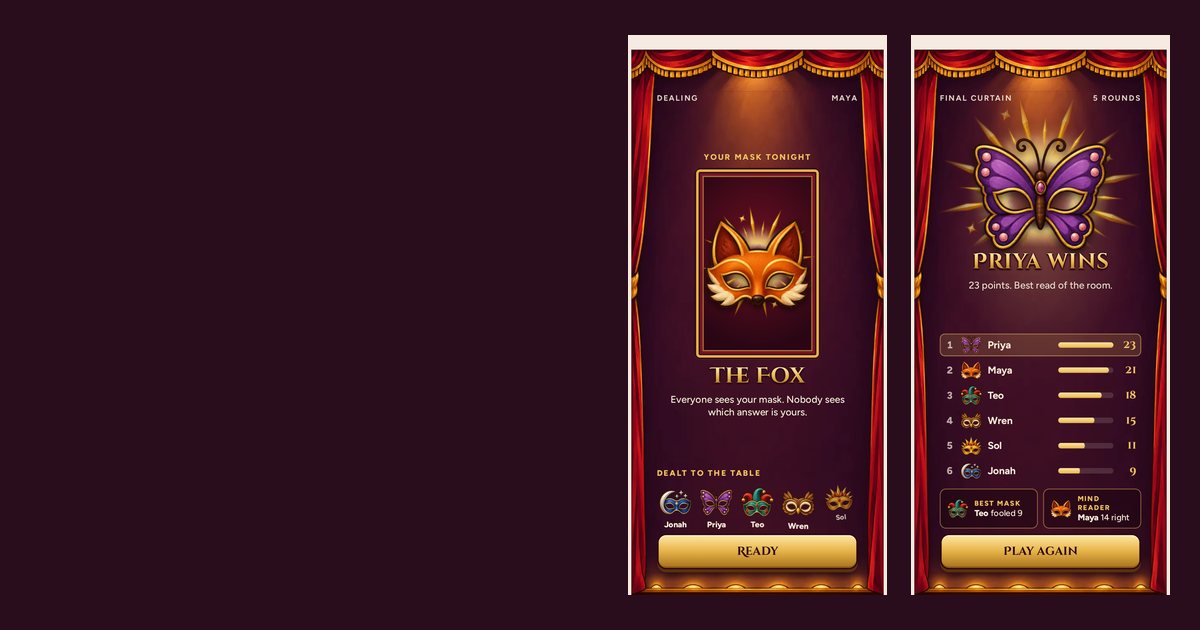 DEALING
MAYA
YOUR MASK TONIGHT
THE FOX
Everyone sees your mask. Nobody sees
which answer is yours.
DEALT TO THE TABLE
Jonah
Priya
Teo
Wren
Sol
READY
FINAL CURTAIN
5 ROUNDS
PRIYA WINS
23 points. Best read of the room.
1 Priya 23
2 Maya 21
3 Teo 18
4 Wren 15
5 Sol 11
6 Jonah 9
BEST MASK
Teo fooled 9
MIND
READER
Maya 14 right
PLAY AGAIN